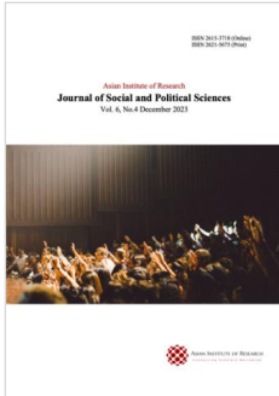 ISSN 2615-3718 (Online)
ISSN 2621-5675 (Print)
Asian Institute of Research
Journal of Social and Political Sciences
Vol. 6, No.4 December 2023
ASIAN INSTITUTE OF RESEARCH